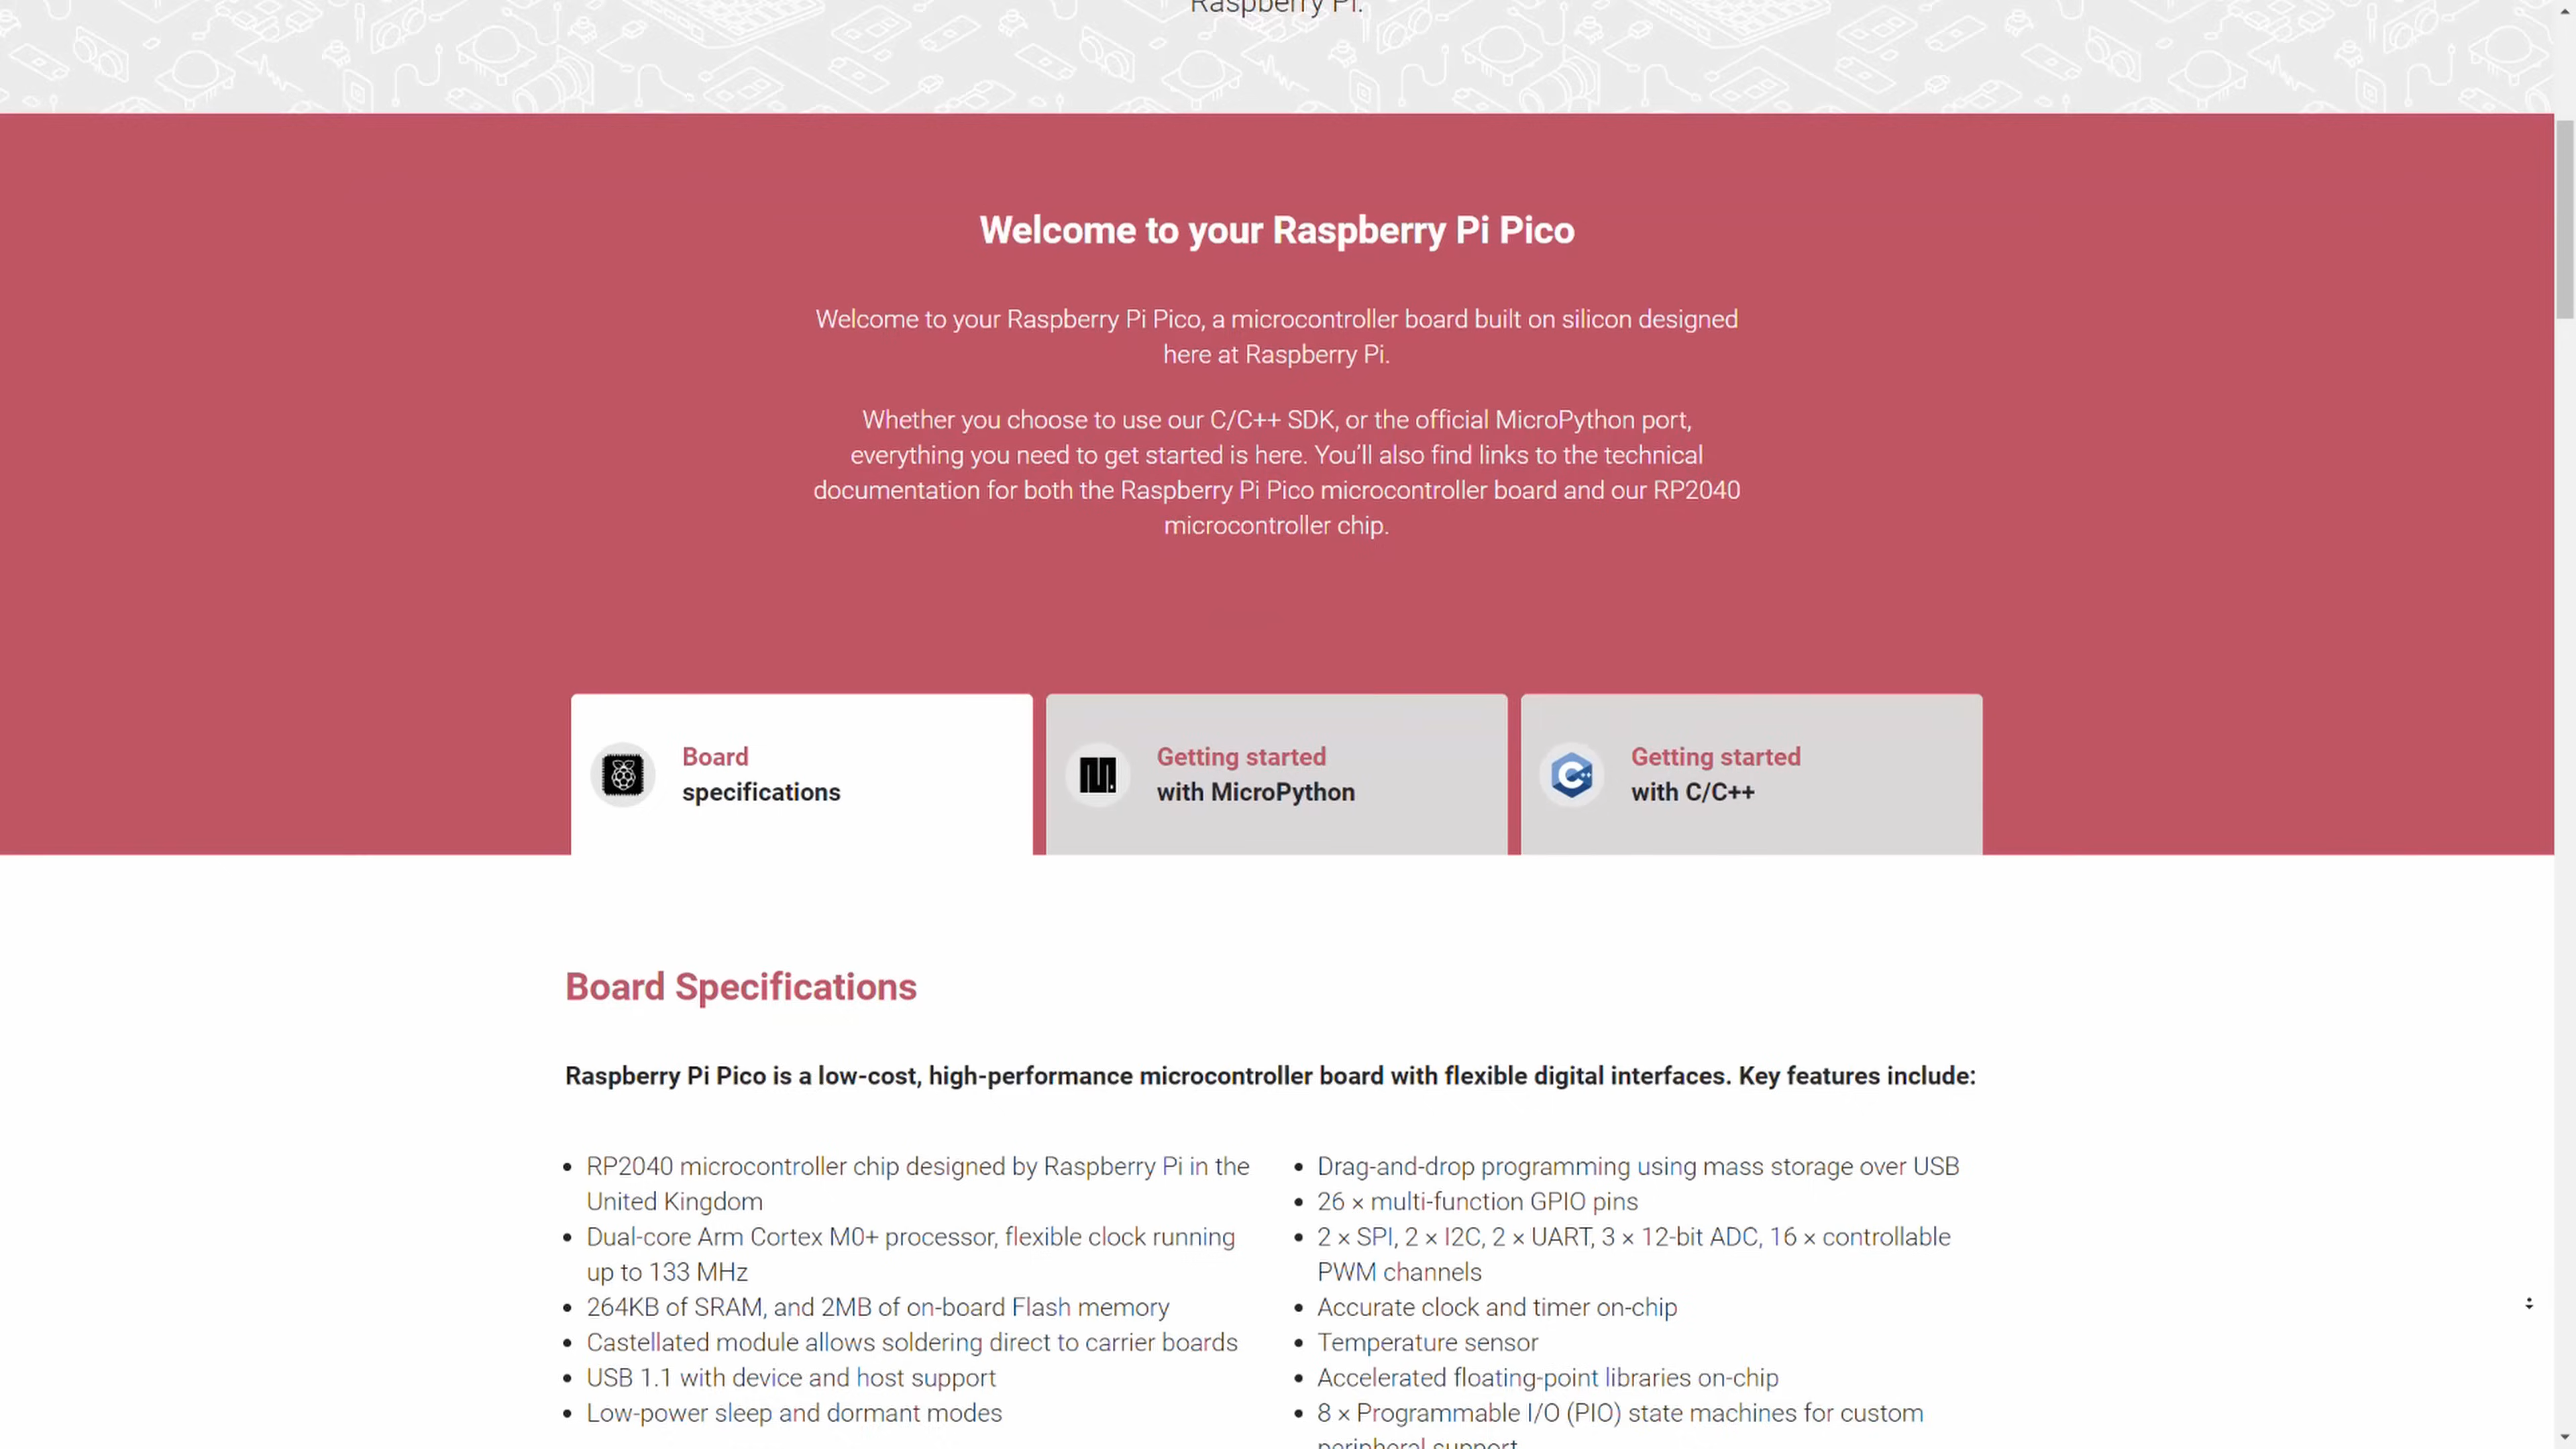 Raspberry Pi.
Welcome to your Raspberry Pi Pico
Welcome to your Raspberry Pi Pico, a microcontroller board built on silicon designed
here at Raspberry Pi.
Whether you choose to use our C/C++ SDK, or the official MicroPython port,
everything you need to get started is here. You'll also find links to the technical
documentation for both the Raspberry Pi Pico microcontroller board and our RP2040
microcontroller chip.
Board
specifications
Getting started
with MicroPython
Getting started
with C/C++
Board Specifications
Raspberry Pi Pico is a low-cost, high-performance microcontroller board with flexible digital interfaces. Key features include:
• RP2040 microcontroller chip designed by Raspberry Pi in the
United Kingdom
• Dual-core Arm Cortex M0+ processor, flexible clock running
up to 133 MHz
• 264KB of SRAM, and 2MB of on-board Flash memory
• Castellated module allows soldering direct to carrier boards
• USB 1.1 with device and host support
• Low-power sleep and dormant modes
• Drag-and-drop programming using mass storage over USB
• 26 × multi-function GPIO pins
• 2 × SPI, 2 × I2C, 2 × UART, 3 × 12-bit ADC, 16 × controllable
PWM channels
• Accurate clock and timer on-chip
• Temperature sensor
• Accelerated floating-point libraries on-chip
• 8 × Programmable I/O (PIO) state machines for custom
peripheral support